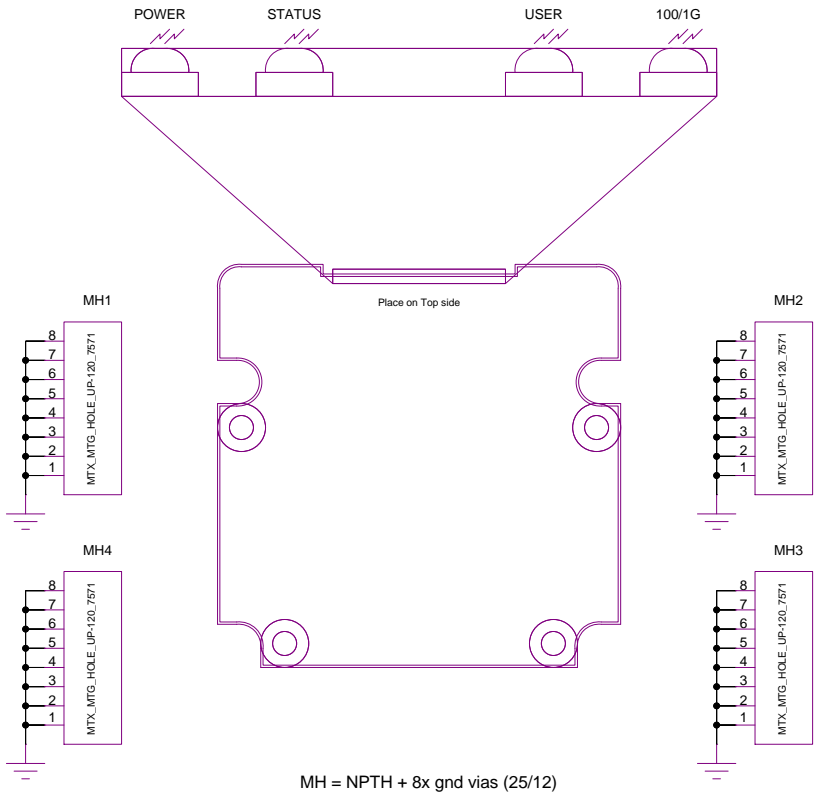 POWER STATUS USER 100/1G
Place on Top side
MH1
8
7
6
5
4
3
2
1
MTX_MTG_HOLE_UP-120_7571
MH2
8
7
6
5
4
3
2
1
MTX_MTG_HOLE_UP-120_7571
MH4
8
7
6
5
4
3
2
1
MTX_MTG_HOLE_UP-120_7571
MH3
8
7
6
5
4
3
2
1
MTX_MTG_HOLE_UP-120_7571
MH = NPTH + 8x gnd vias (25/12)